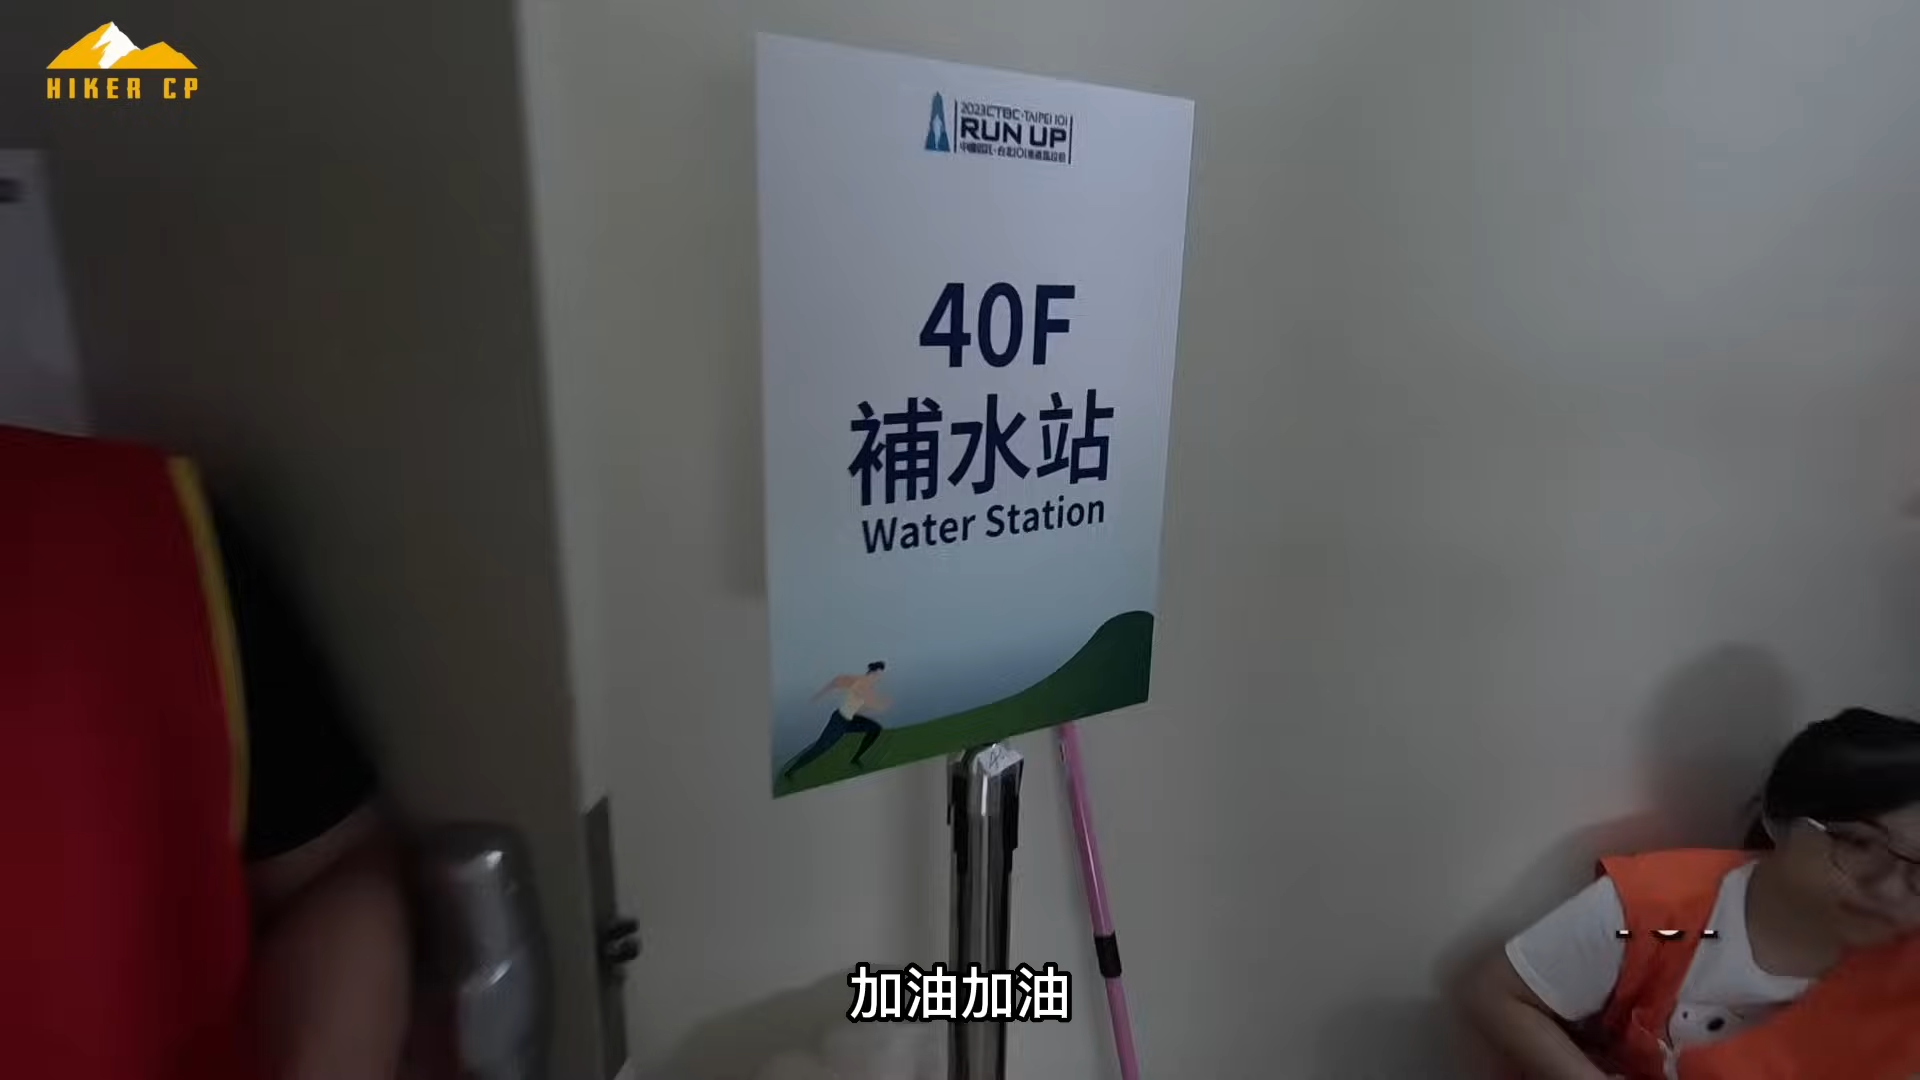 HIKER CP
2023 CTBC·TAIPEI 101
RUN UP
40F
補水站
Water Station
加油加油